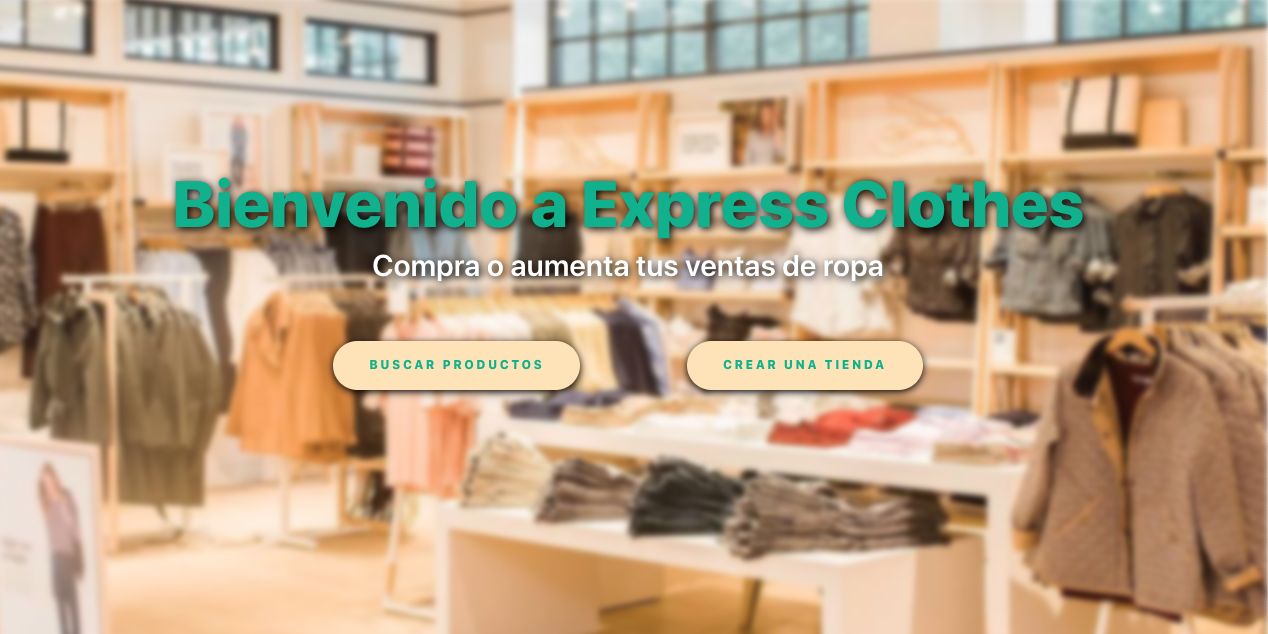 Bienvenido a Express Clothes
Compra o aumenta tus ventas de ropa
BUSCAR PRODUCTOS
CREAR UNA TIENDA